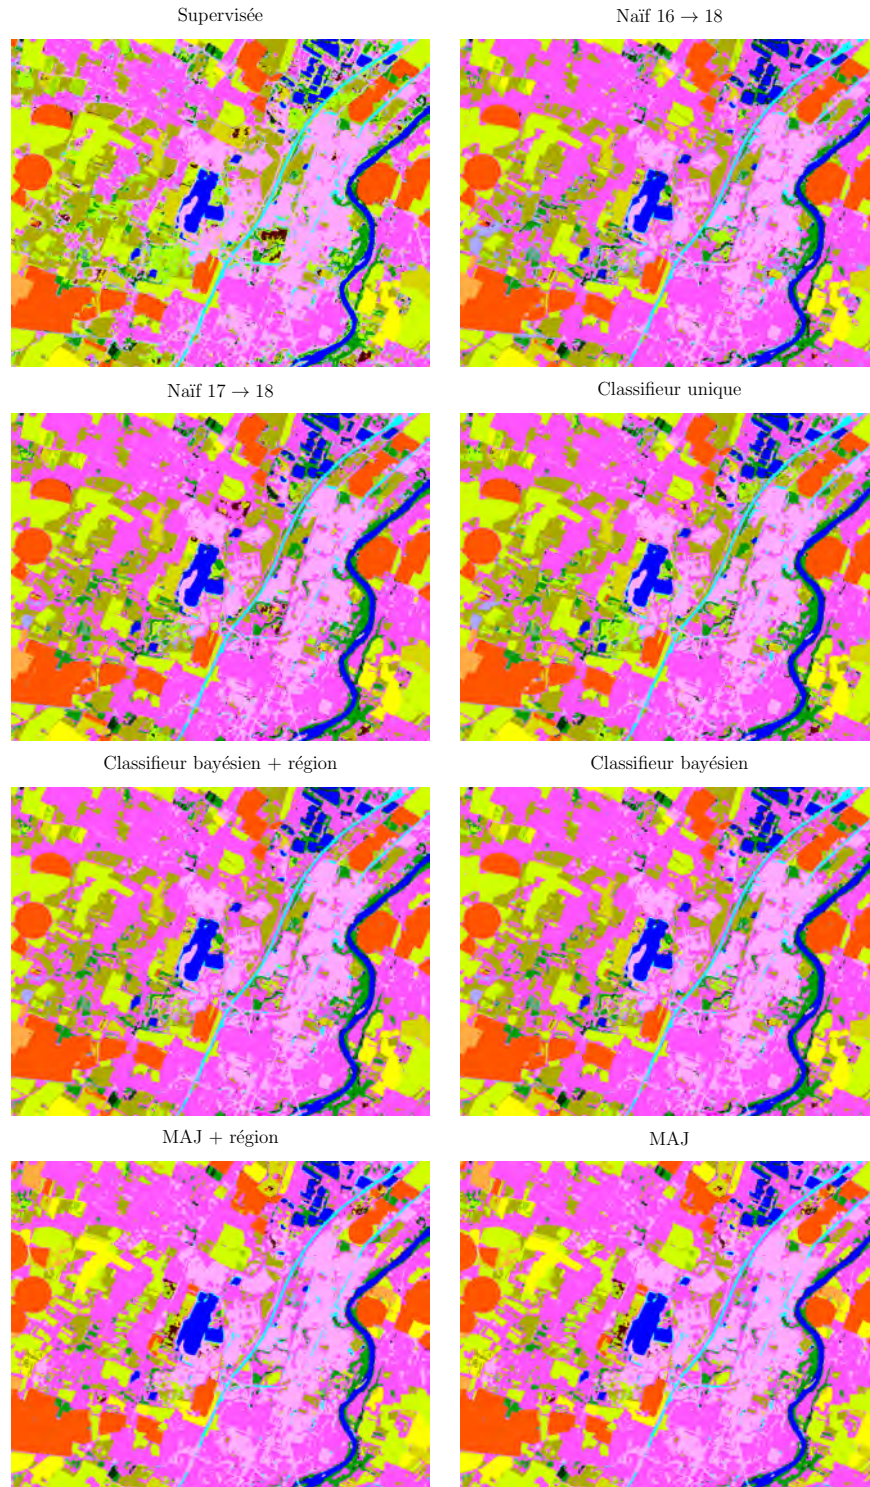 Supervisée
Naïf 16 → 18
Naïf 17 → 18
Classifieur unique
Classifieur bayésien + région
Classifieur bayésien
MAJ + région
MAJ